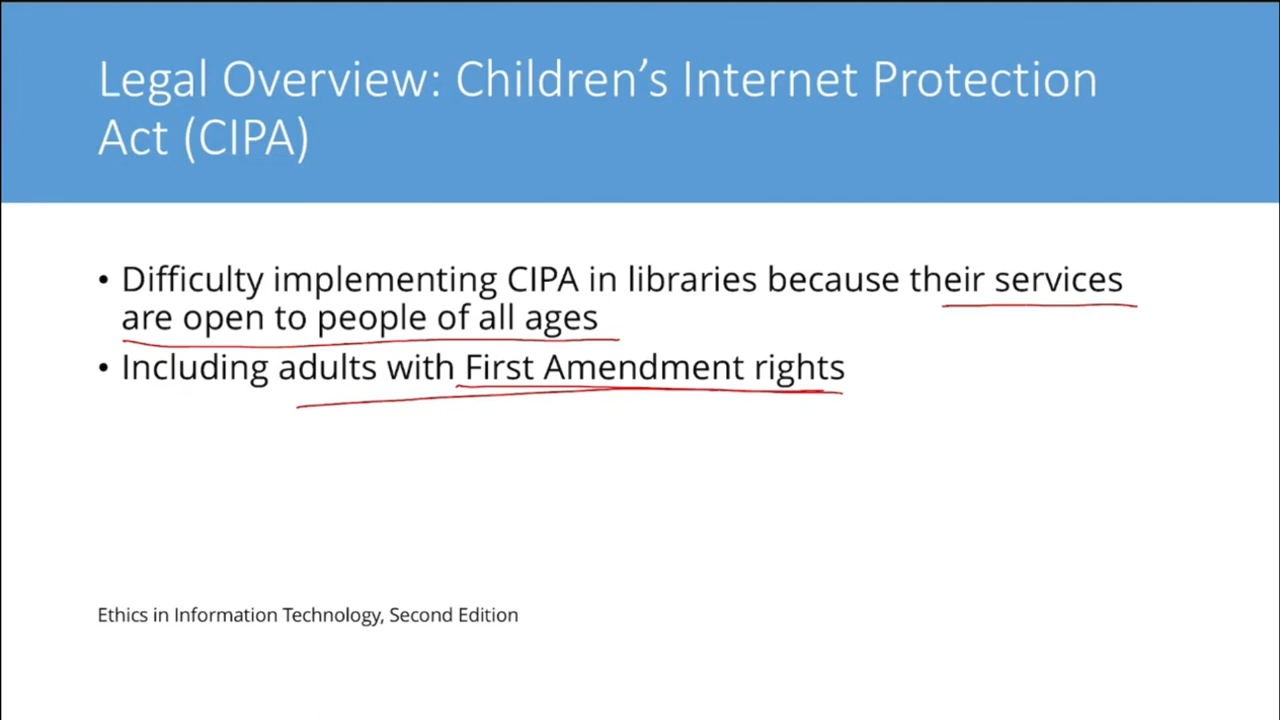 Legal Overview: Children’s Internet Protection
Act (CIPA)
• Difficulty implementing CIPA in libraries because their services
are open to people of all ages
• Including adults with First Amendment rights
Ethics in Information Technology, Second Edition